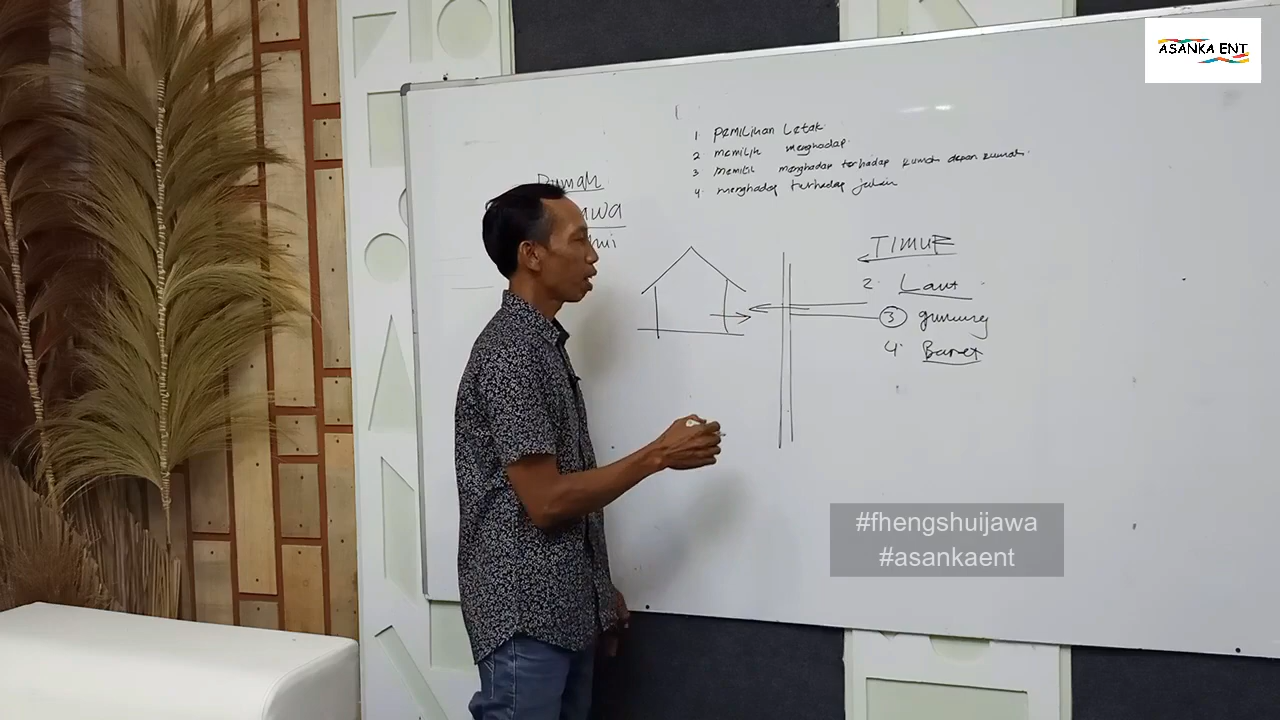 ASANKA ENT
1. PEMILIHAN LETAK
2 MEMILIH menghadap
3 MEMILIH menghadap terhadap Rumah depan Rumah
4. menghadap terhadap jalan
Rumah
TIMUR
2. Laut
3 gunung
4. Barat
#fhengshuijawa
#asankaent